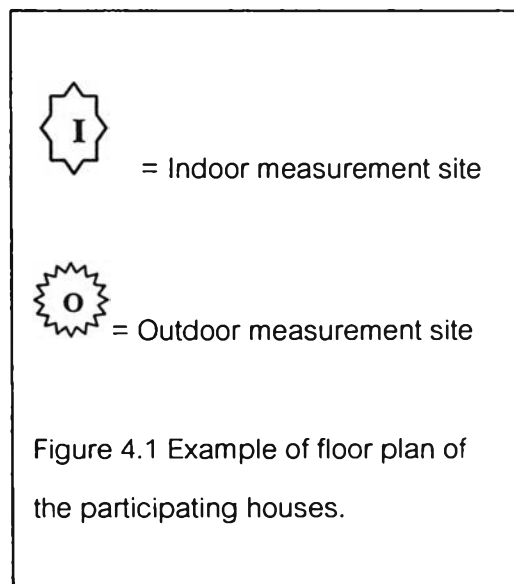 I
= Indoor measurement site
O
= Outdoor measurement site
Figure 4.1 Example of floor plan of
the participating houses.